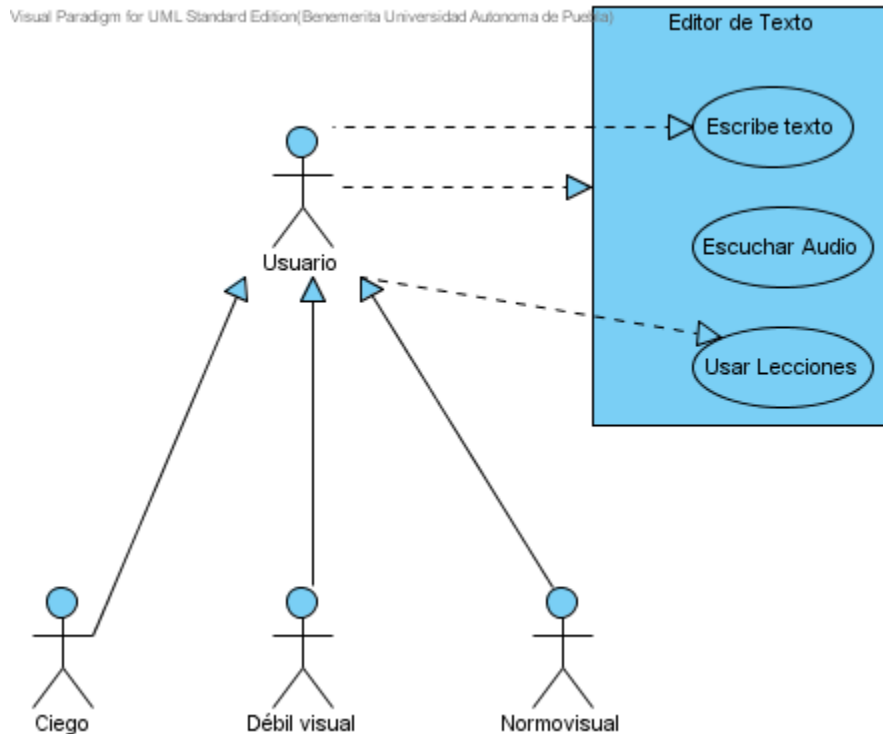 Visual Paradigm for UML Standard Edition(Benemerita Universidad Autonoma de Puebla)
Editor de Texto
Escribe texto
Usuario
Escuchar Audio
Usar Lecciones
Ciego
Débil visual
Normovisual